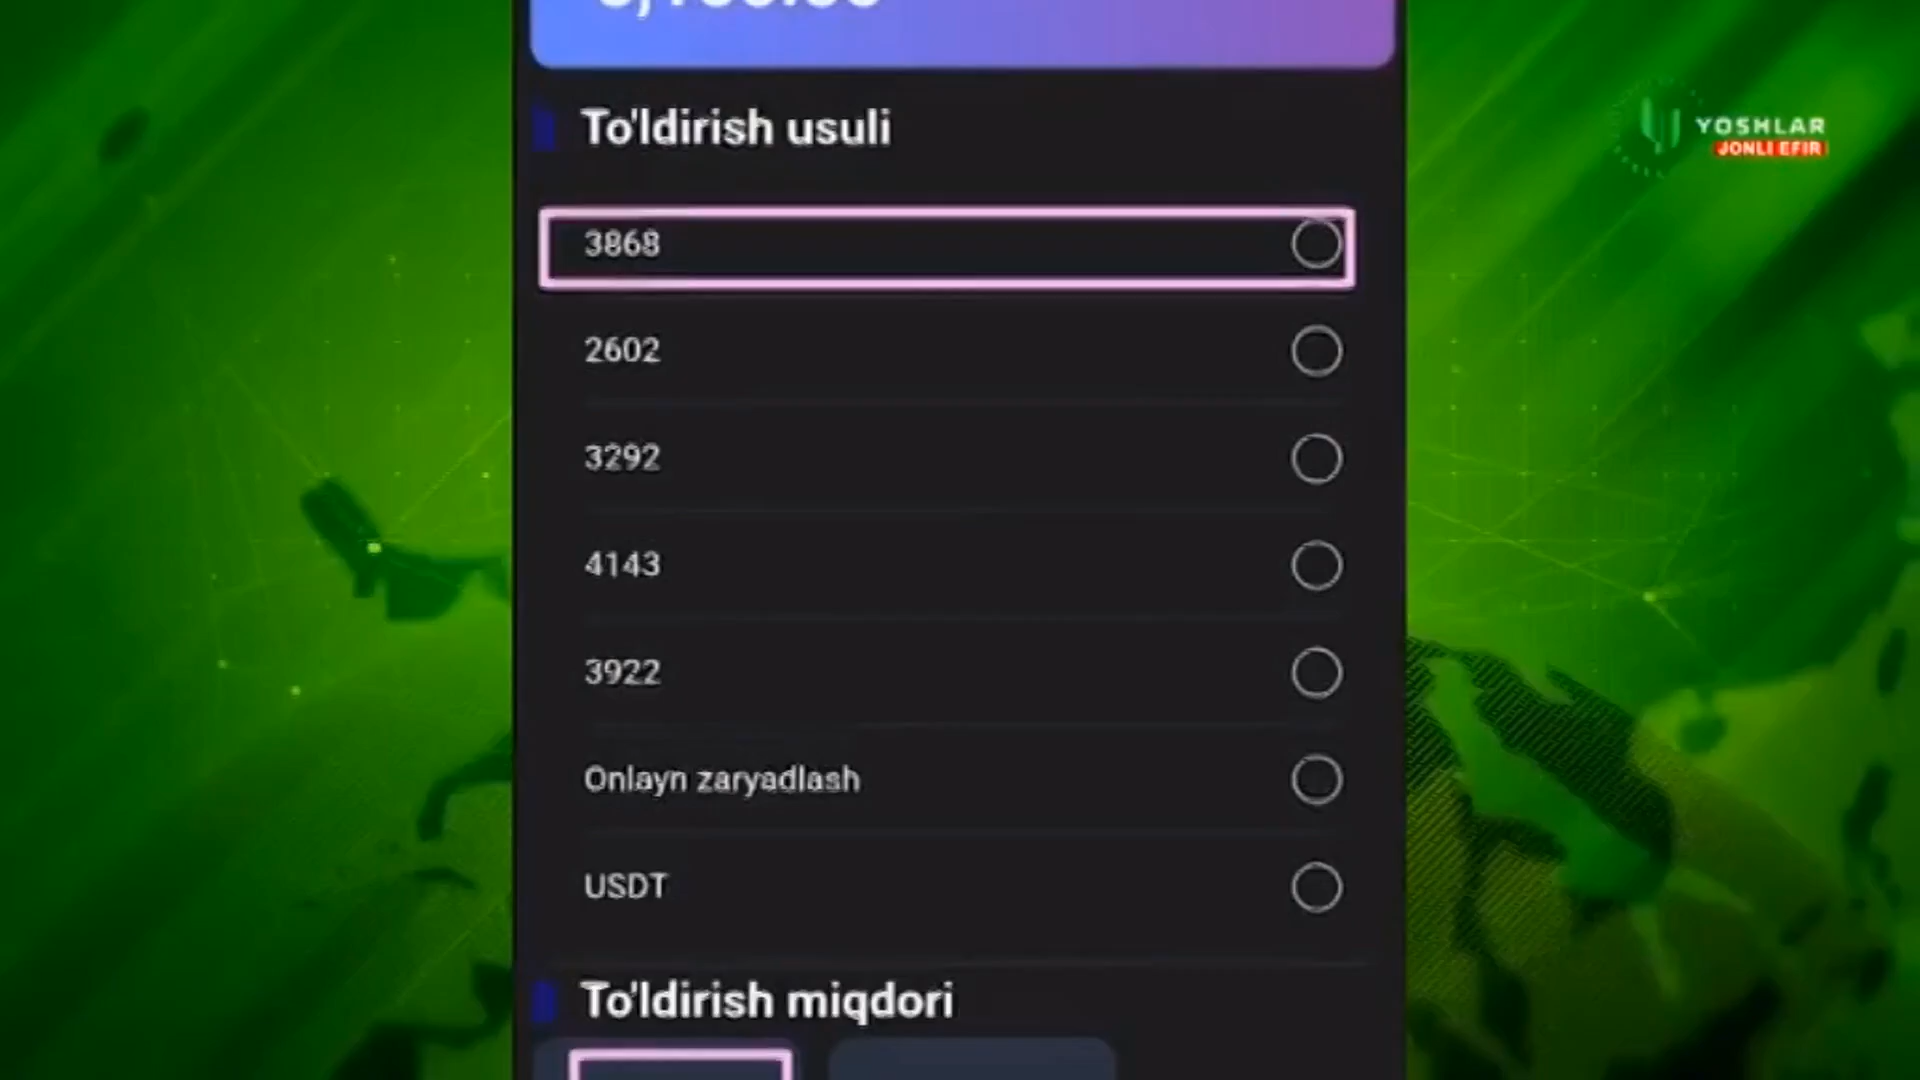 To'ldirish usuli
YOSHLAR
JONLI EFIR
3868
2602
3292
4143
3922
Onlayn zaryadlash
USDT
To'ldirish miqdori